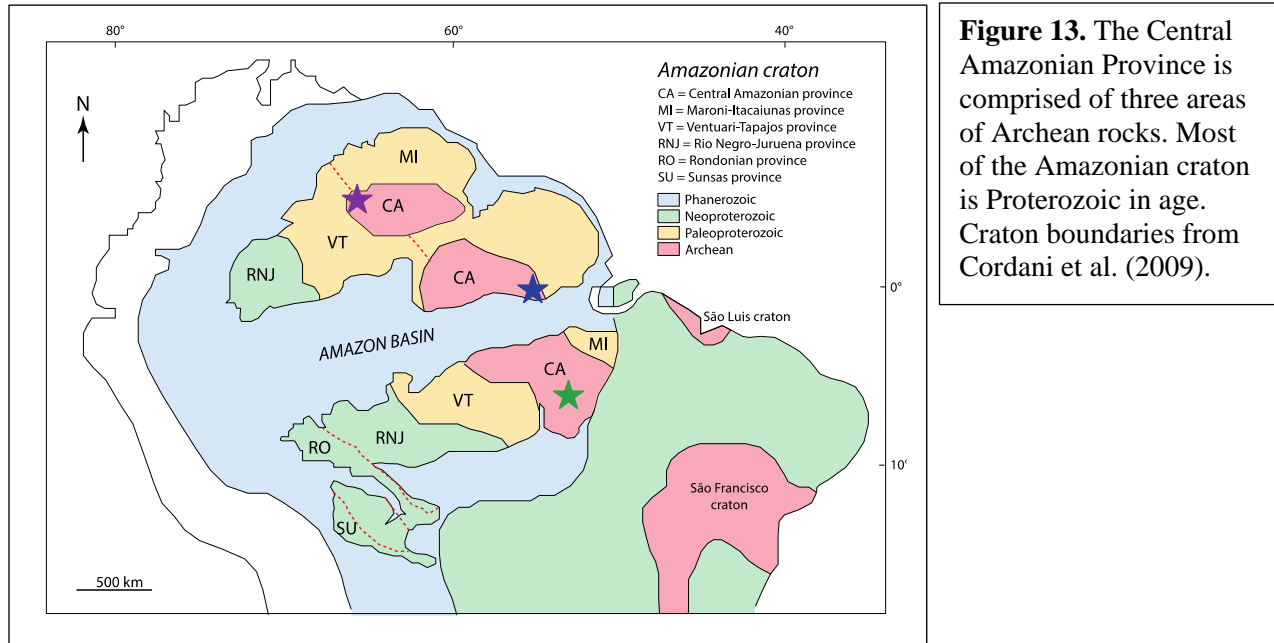 80°
60°
40°
Amazonian craton
CA = Central Amazonian province
MI = Maroni-Itacaiunas province
VT = Ventuari-Tapajos province
RNJ = Rio Negro-Juruena province
RO = Rondonian province
SU = Sunsas province
Phanerozoic
Neoproterozoic
Paleoproterozoic
Archean
N
MI
CA
VT
RNJ
CA
0°
São Luis craton
AMAZON BASIN
MI
CA
VT
RNJ
RO
10°
São Francisco
craton
SU
500 km
Figure 13. The Central
Amazonian Province is
comprised of three areas
of Archean rocks. Most
of the Amazonian craton
is Proterozoic in age.
Craton boundaries from
Cordani et al. (2009).